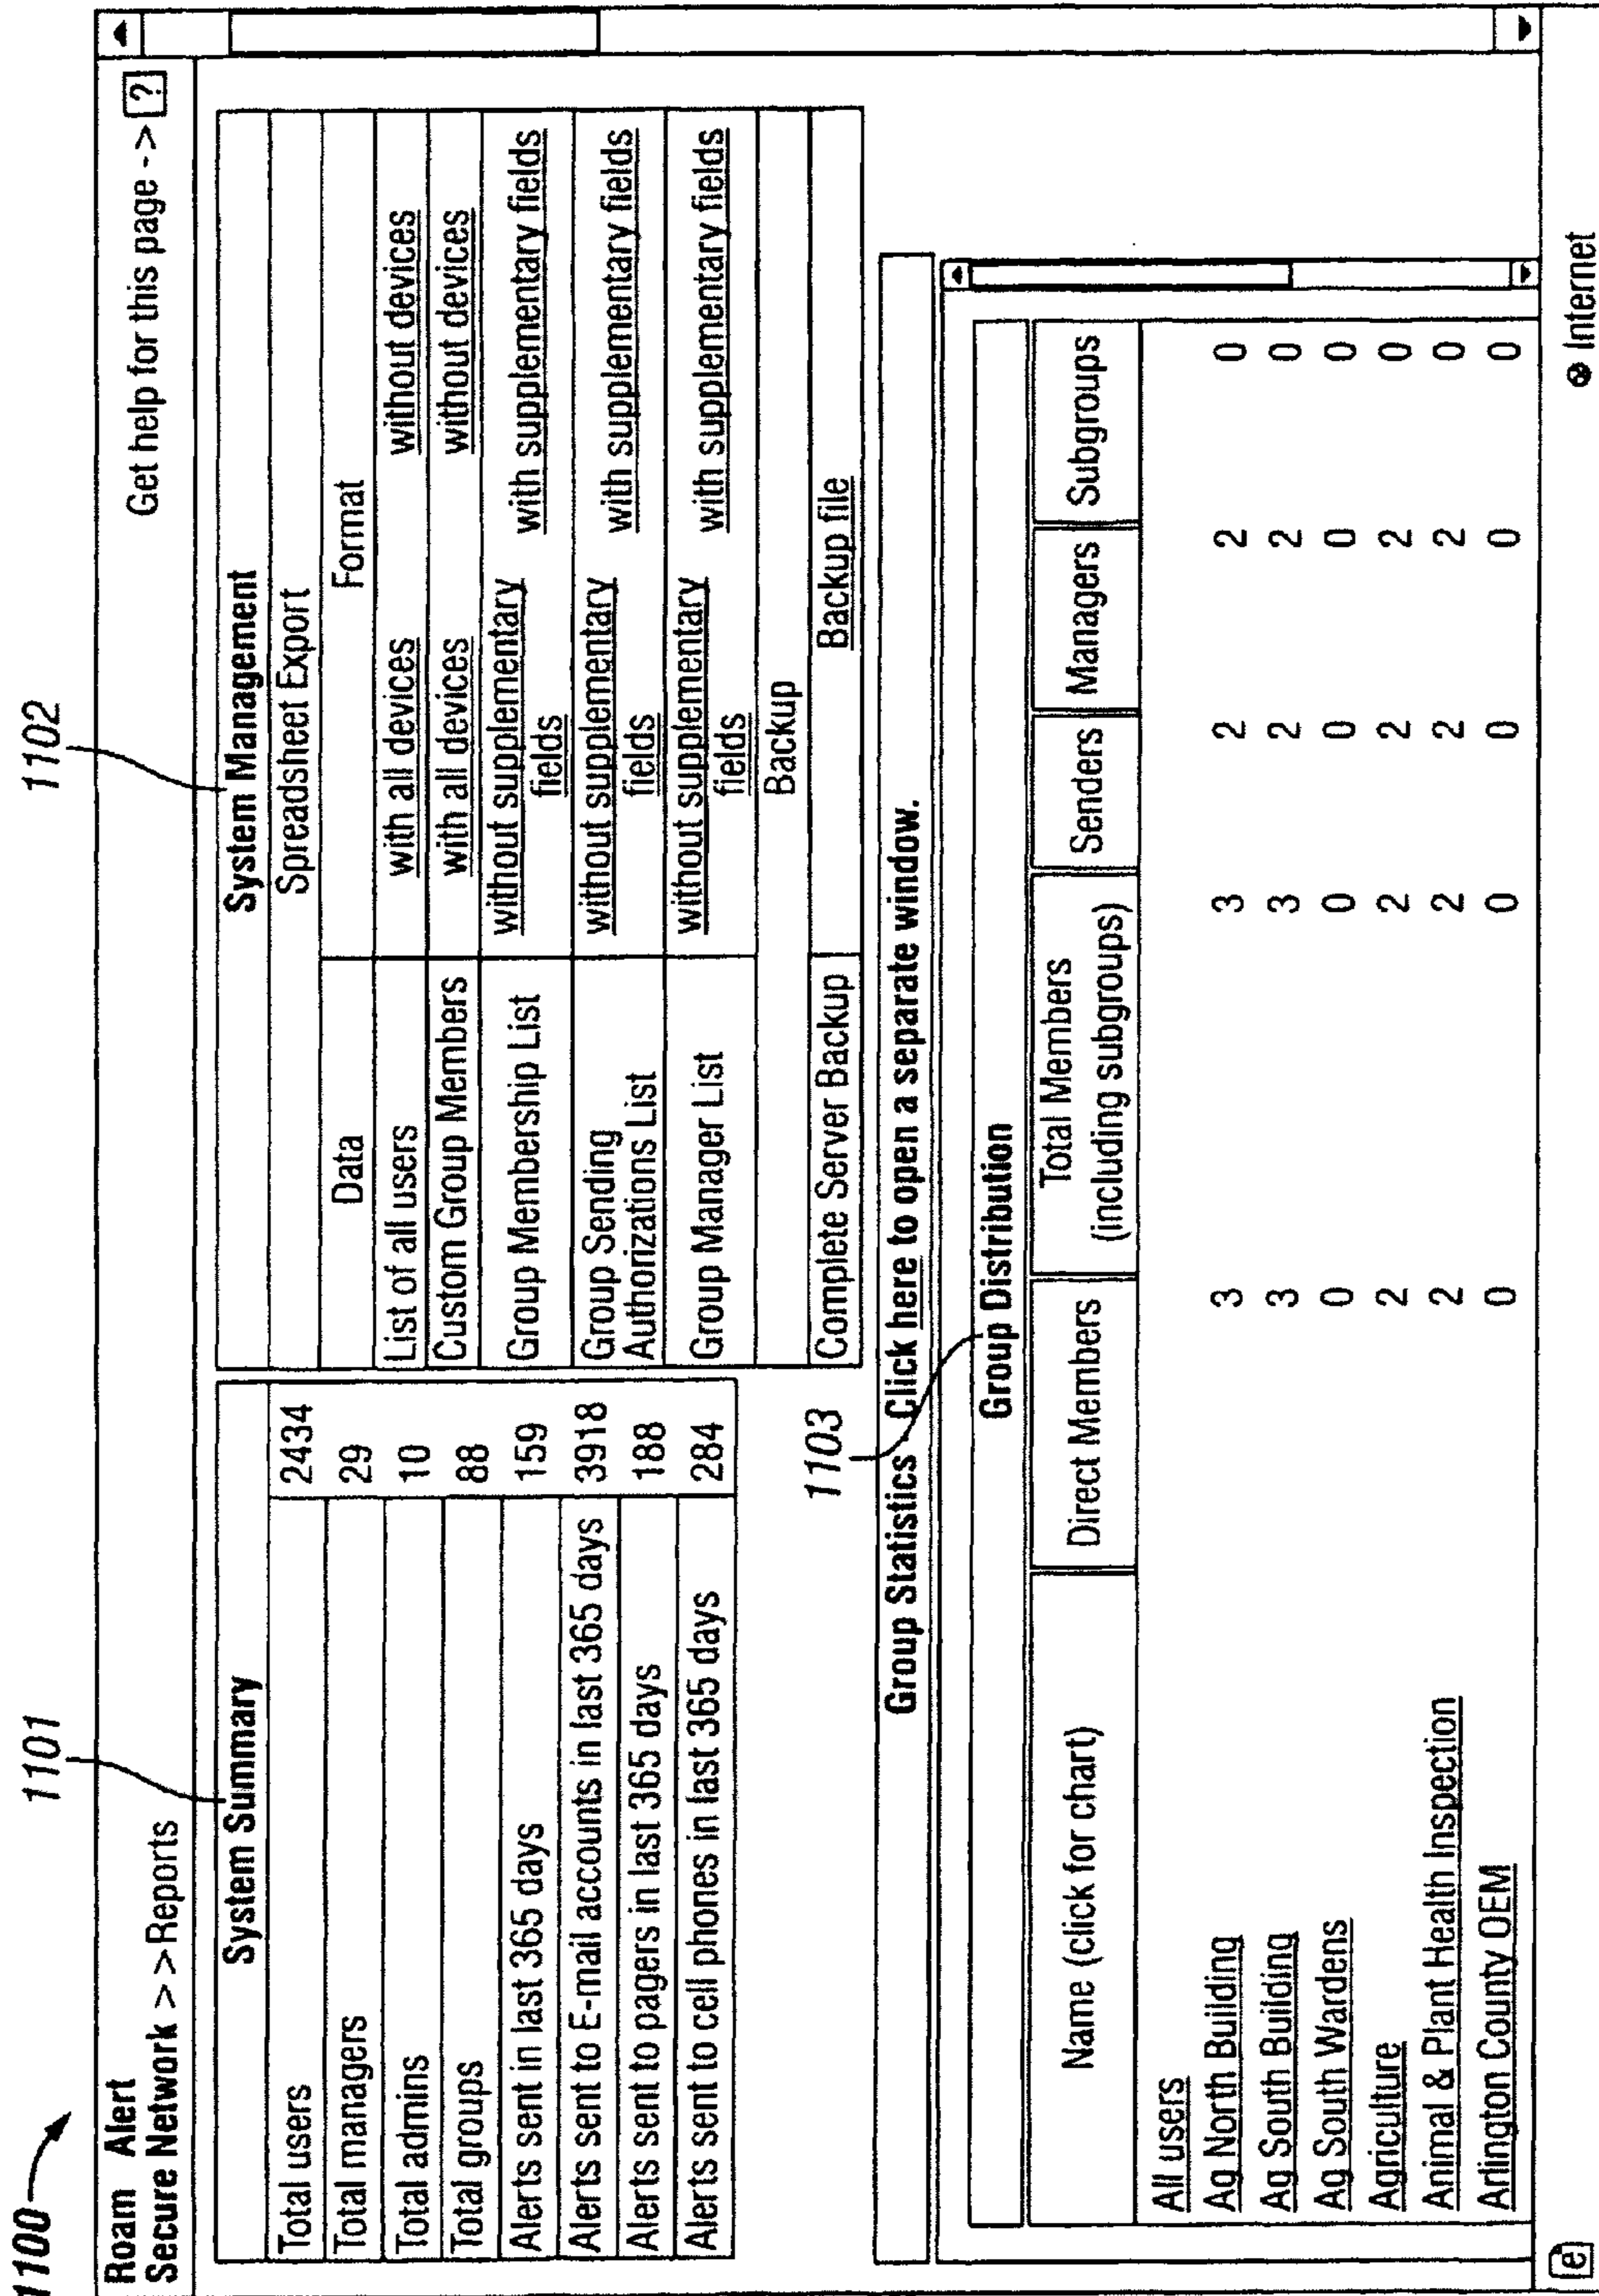 1100
1101
1102
Roam Alert
Secure Network >>Reports
Get help for this page -> ?
System Summary
Total users 2434
Total managers 29
Total admins 10
Total groups 88
Alerts sent in last 365 days 159
Alerts sent to E-mail accounts in last 365 days 3918
Alerts sent to pagers in last 365 days 188
Alerts sent to cell phones in last 365 days 284
System Management
Spreadsheet Export
Data Format
List of all users with all devices without devices
Custom Group Members with all devices without devices
Group Membership List without supplementary fields with supplementary fields
Group Sending Authorizations List without supplementary fields with supplementary fields
Group Manager List without supplementary fields with supplementary fields
Backup
Complete Server Backup Backup file
1103
Group Statistics . Click here to open a separate window.
Group Distribution
Name (click for chart) Direct Members Total Members (including subgroups) Senders Managers Subgroups
All users
Ag North Building 3 3 2 2 0
Ag South Building 3 3 2 2 0
Ag South Wardens 0 0 0 0 0
Agriculture 2 2 2 2 0
Animal & Plant Health Inspection 2 2 2 2 0
Arlington County OEM 0 0 0 0 0
e
Internet